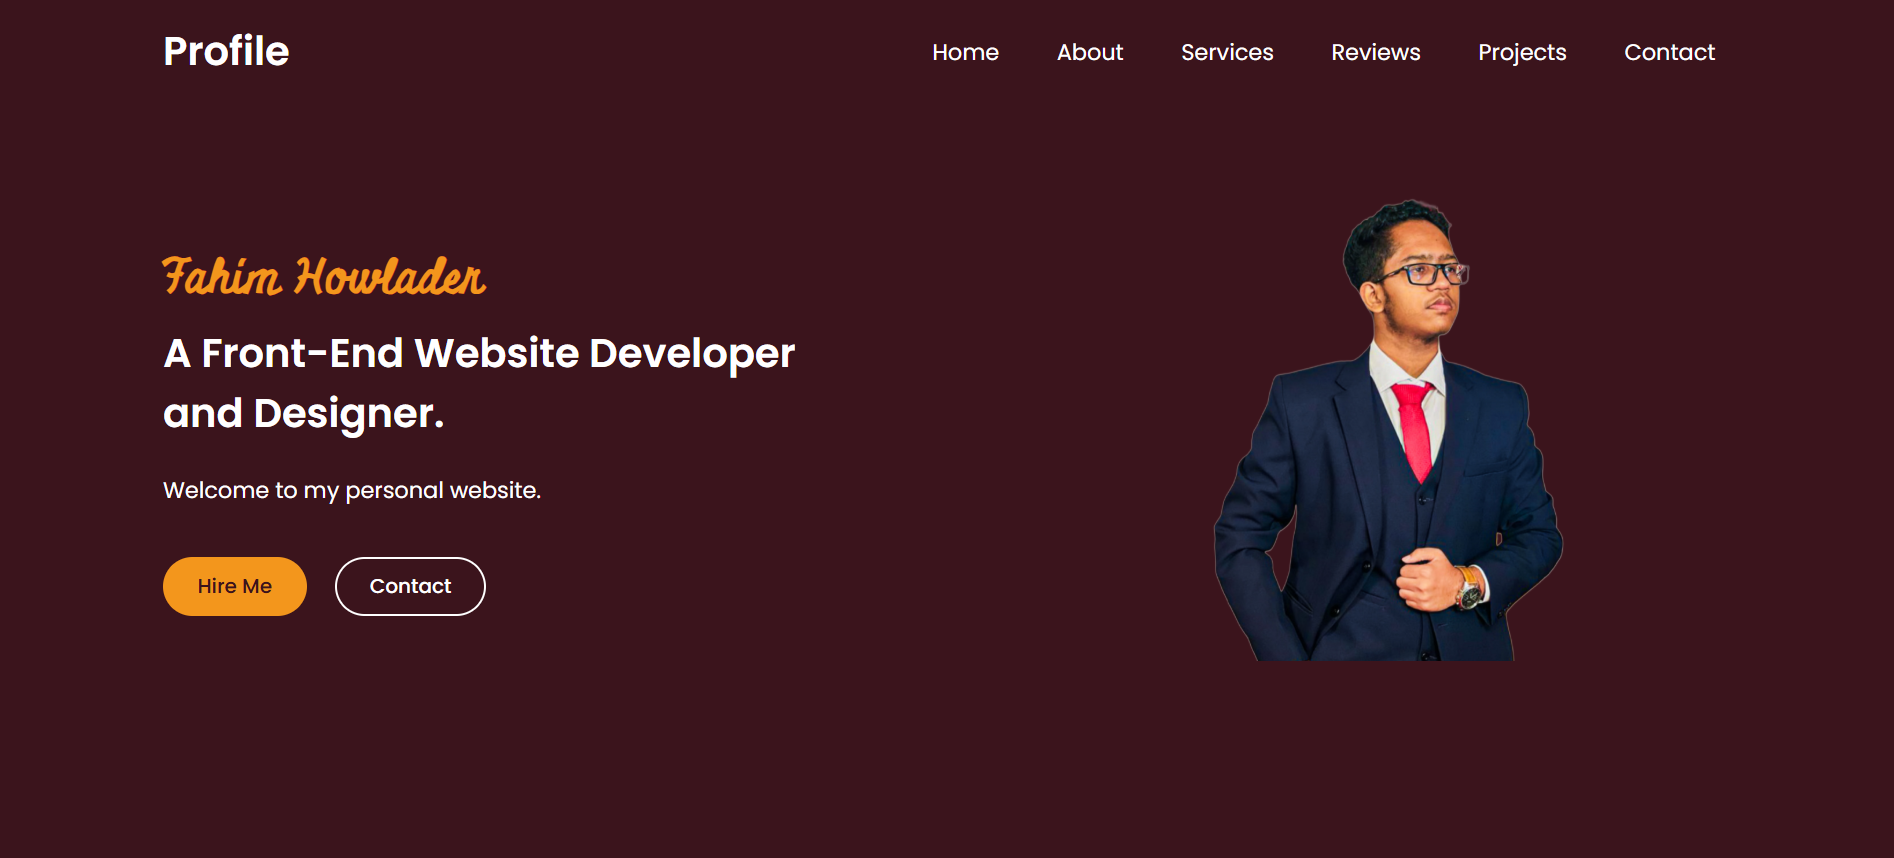 Profile
Home About Services Reviews Projects Contact
Fahim Howlader
A Front-End Website Developer
and Designer.
Welcome to my personal website.
Hire Me Contact